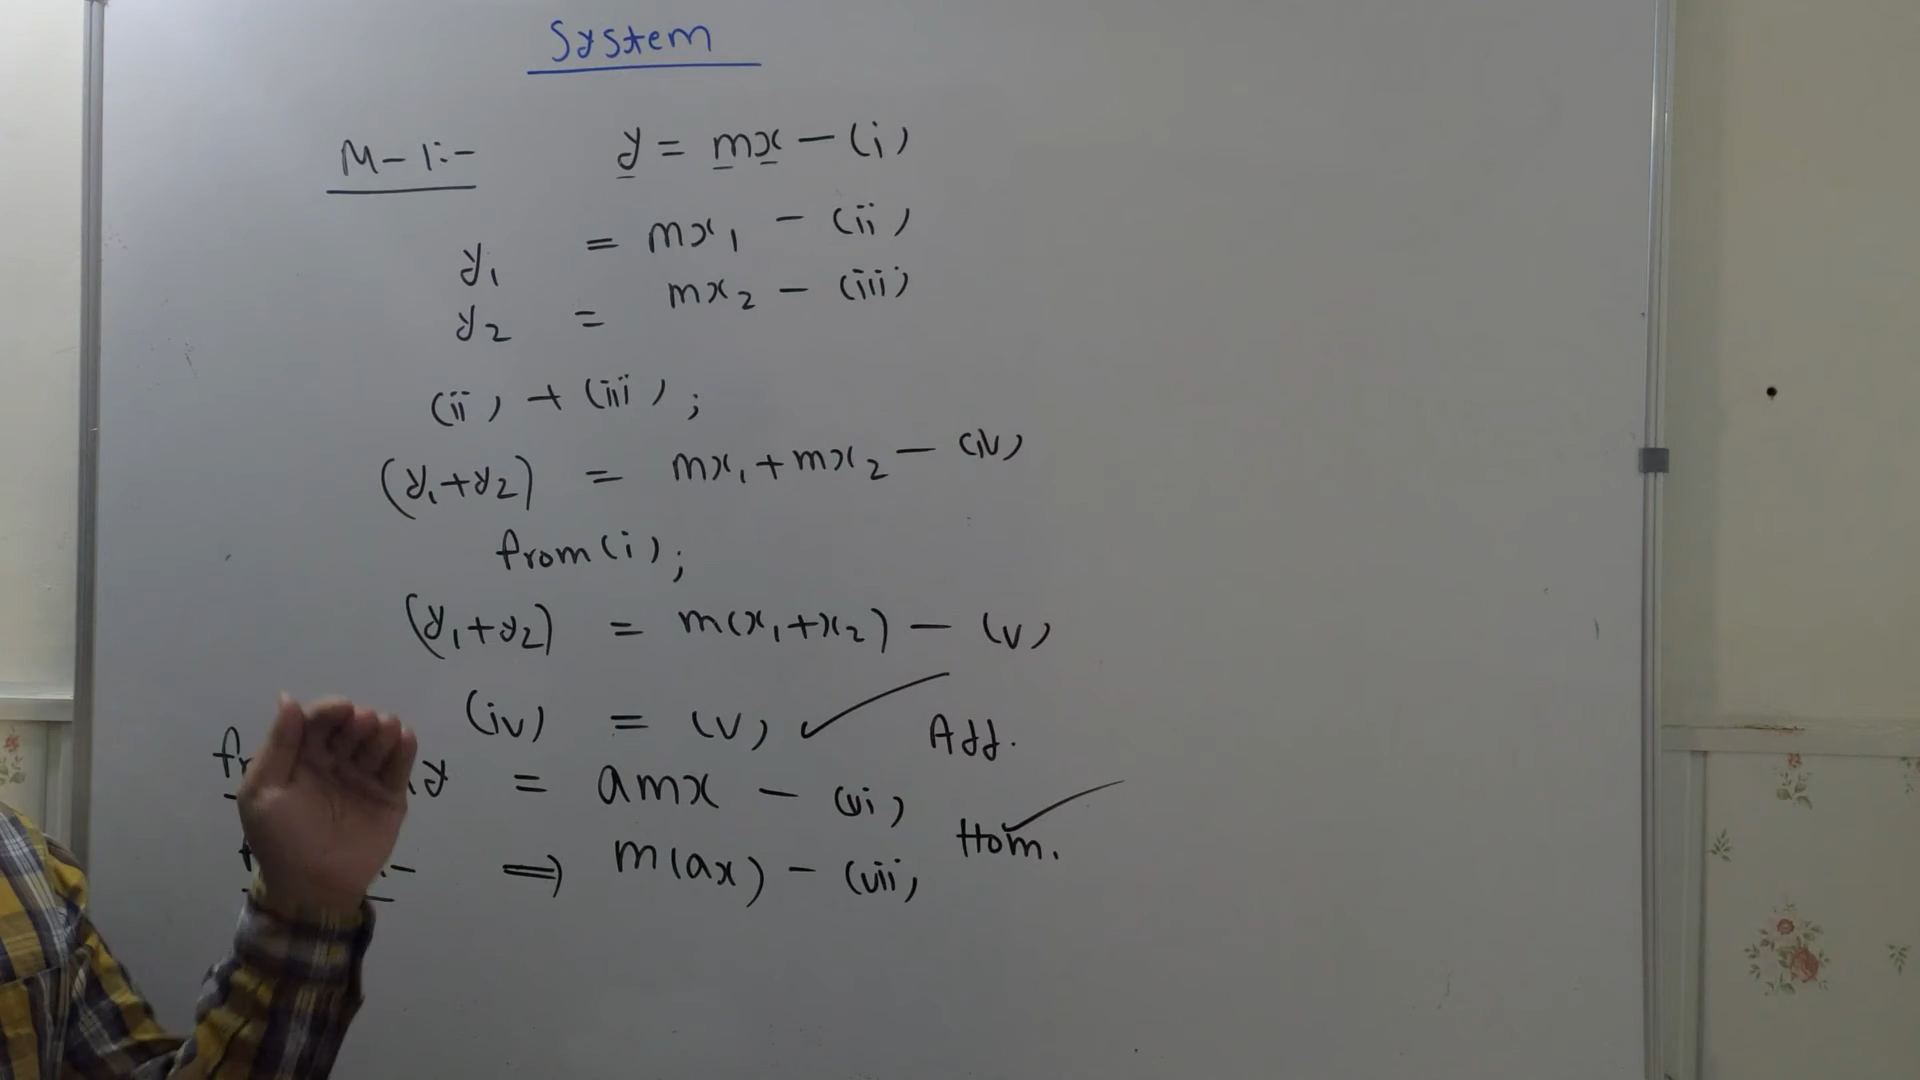 System
M-1:- y = mx - (i)
y₁ = mx₁ - (ii)
y₂ = mx₂ - (iii)
(ii) + (iii) ;
(y₁+y₂) = mx₁+mx₂ - (iv)
from (i) ;
(y₁+y₂) = m(x₁+x₂) - (v)
(iv) = (v) ✓ Add.
y = amx - (vi)
Hom. ✓
⇒ m(ax) - (vii)